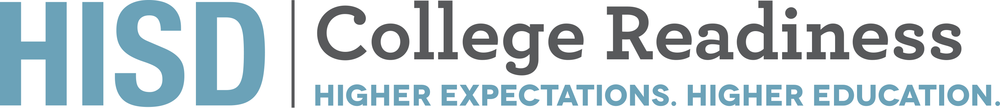 HISD
College Readiness
HIGHER EXPECTATIONS. HIGHER EDUCATION.